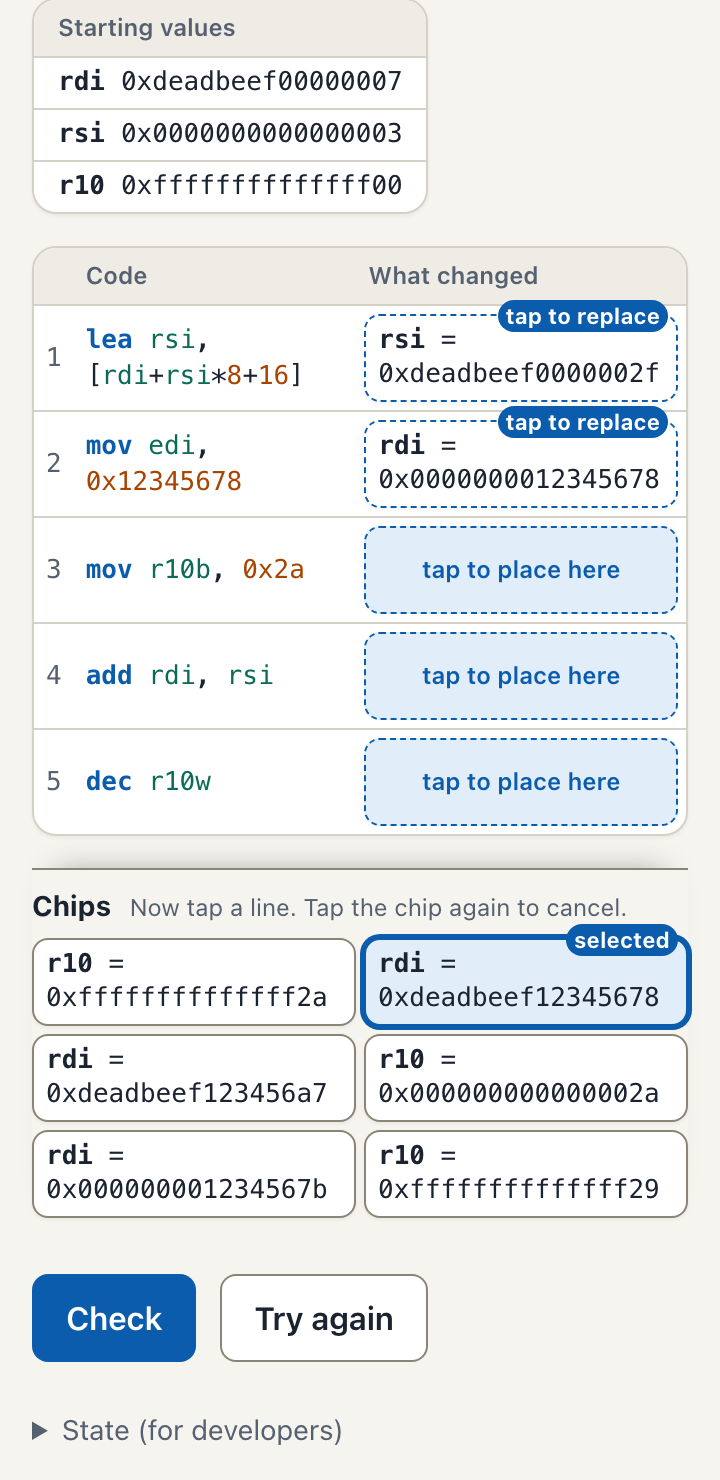 Starting values
rdi 0xdeadbeef00000007
rsi 0x0000000000000003
r10 0xffffffffffffff00
Code What changed
1 lea rsi, [rdi+rsi*8+16]
tap to replace
rsi = 0xdeadbeef0000002f
2 mov edi, 0x12345678
tap to replace
rdi = 0x0000000012345678
3 mov r10b, 0x2a tap to place here
4 add rdi, rsi tap to place here
5 dec r10w tap to place here
Chips Now tap a line. Tap the chip again to cancel.
r10 =
0xffffffffffffff2a
selected
rdi =
0xdeadbeef12345678
rdi =
0xdeadbeef123456a7
r10 =
0x000000000000002a
rdi =
0x000000001234567b
r10 =
0xffffffffffffff29
Check Try again
▶ State (for developers)